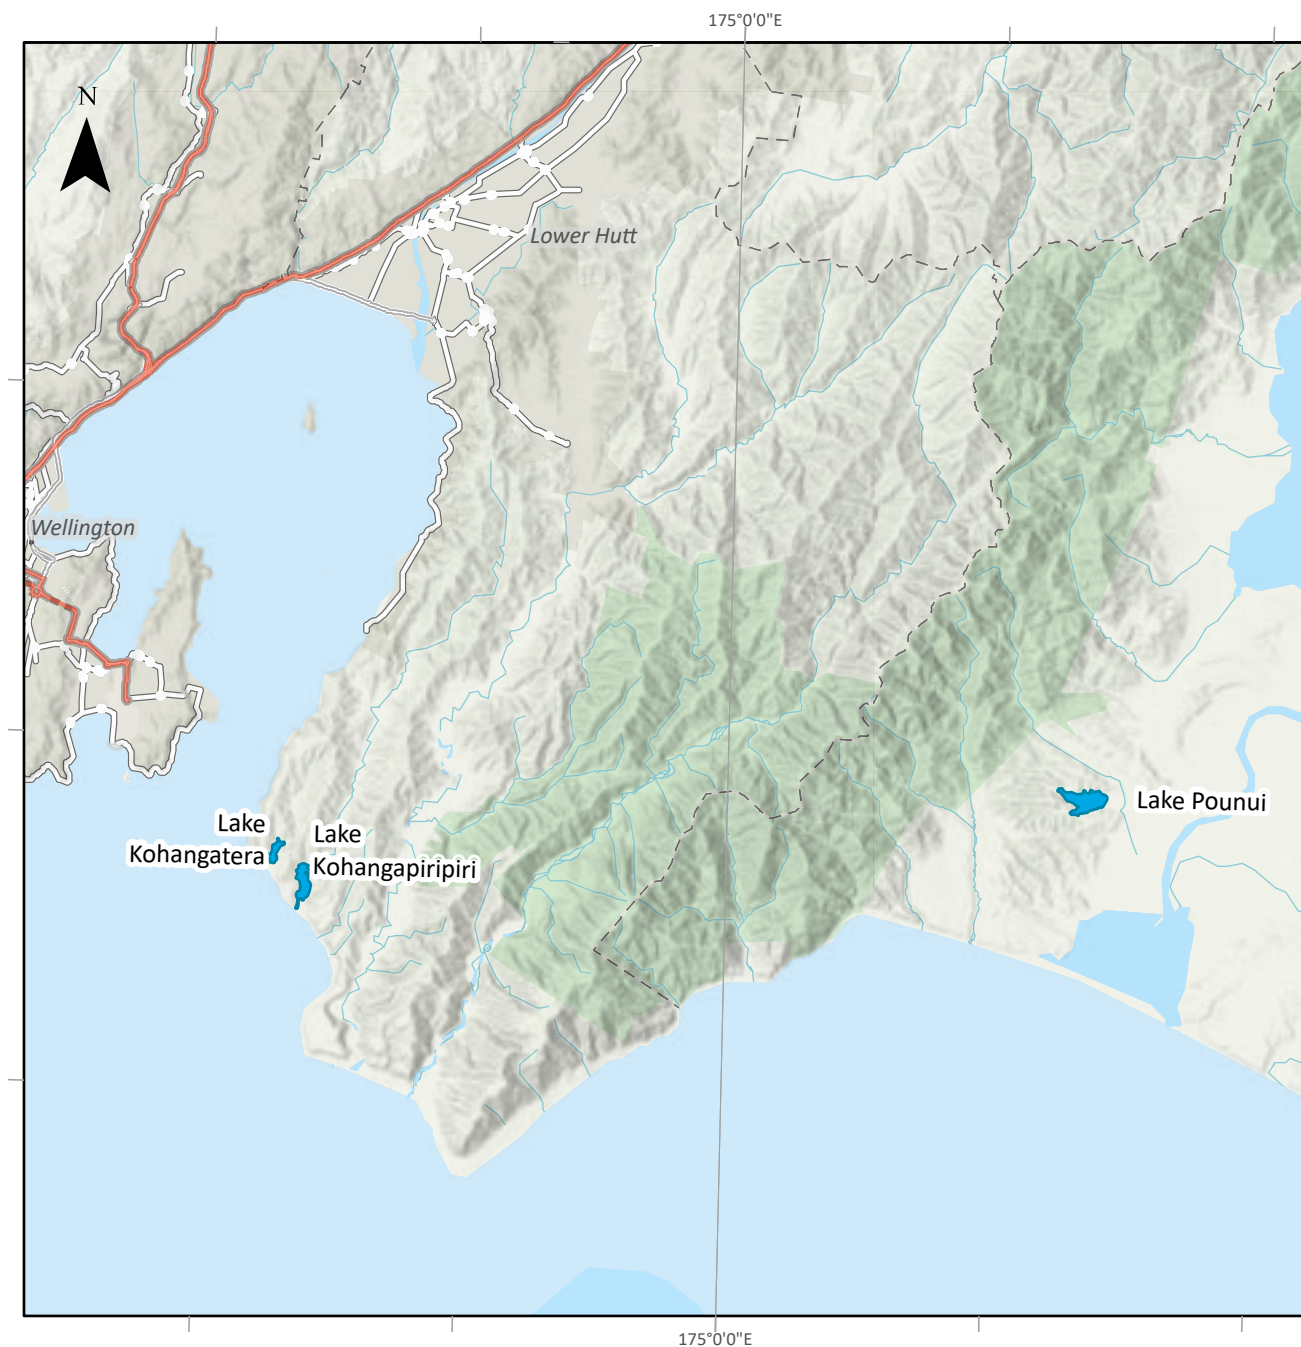 175°0'0"E
N
Lower Hutt
Wellington
Lake Pounui
Lake
Kohangatera
Lake
Kohangapiripiri
175°0'0"E